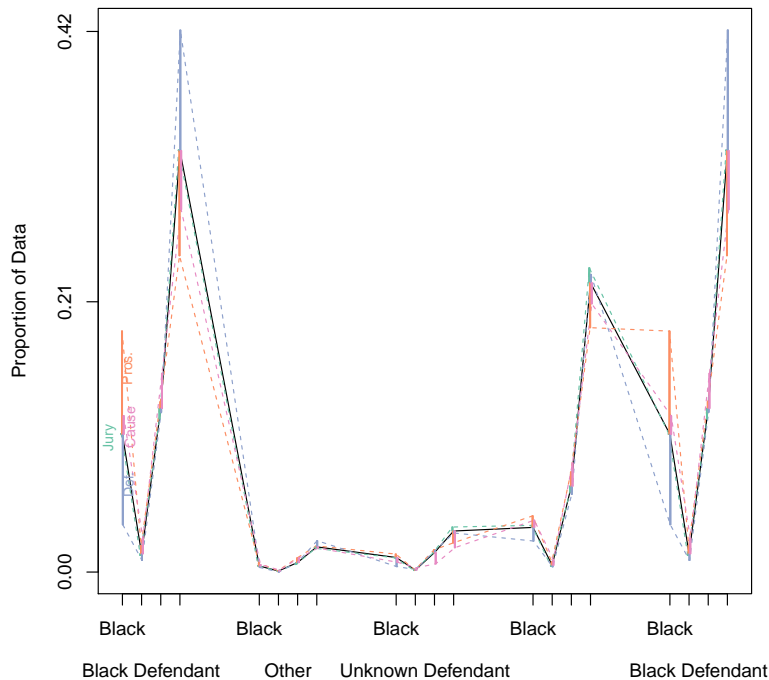 0.42
0.21
0.00
Proportion of Data
Pros.
Cause
Jury
Def.
Black Black Black Black Black
Black Defendant Other Unknown Defendant Black Defendant